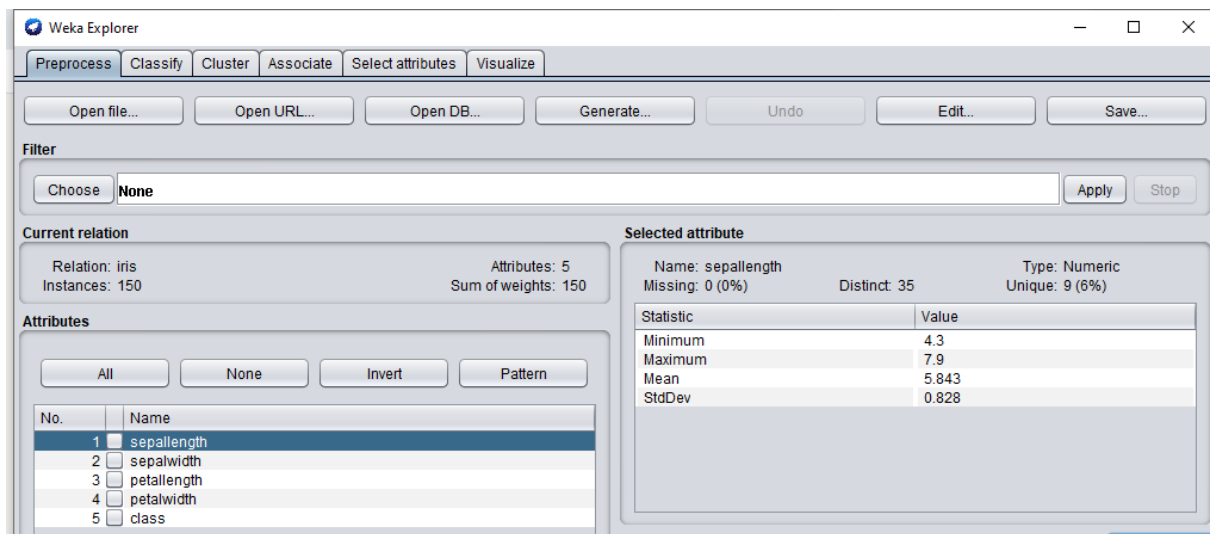 Weka Explorer
Preprocess Classify Cluster Associate Select attributes Visualize
Open file... Open URL... Open DB... Generate... Undo Edit... Save...
Filter
Choose None Apply Stop
Current relation
Relation: iris Attributes: 5
Instances: 150 Sum of weights: 150
Attributes
All None Invert Pattern
No. Name
1 sepallength
2 sepalwidth
3 petallength
4 petalwidth
5 class
Selected attribute
Name: sepallength Type: Numeric
Missing: 0 (0%) Distinct: 35 Unique: 9 (6%)
Statistic Value
Minimum 4.3
Maximum 7.9
Mean 5.843
StdDev 0.828